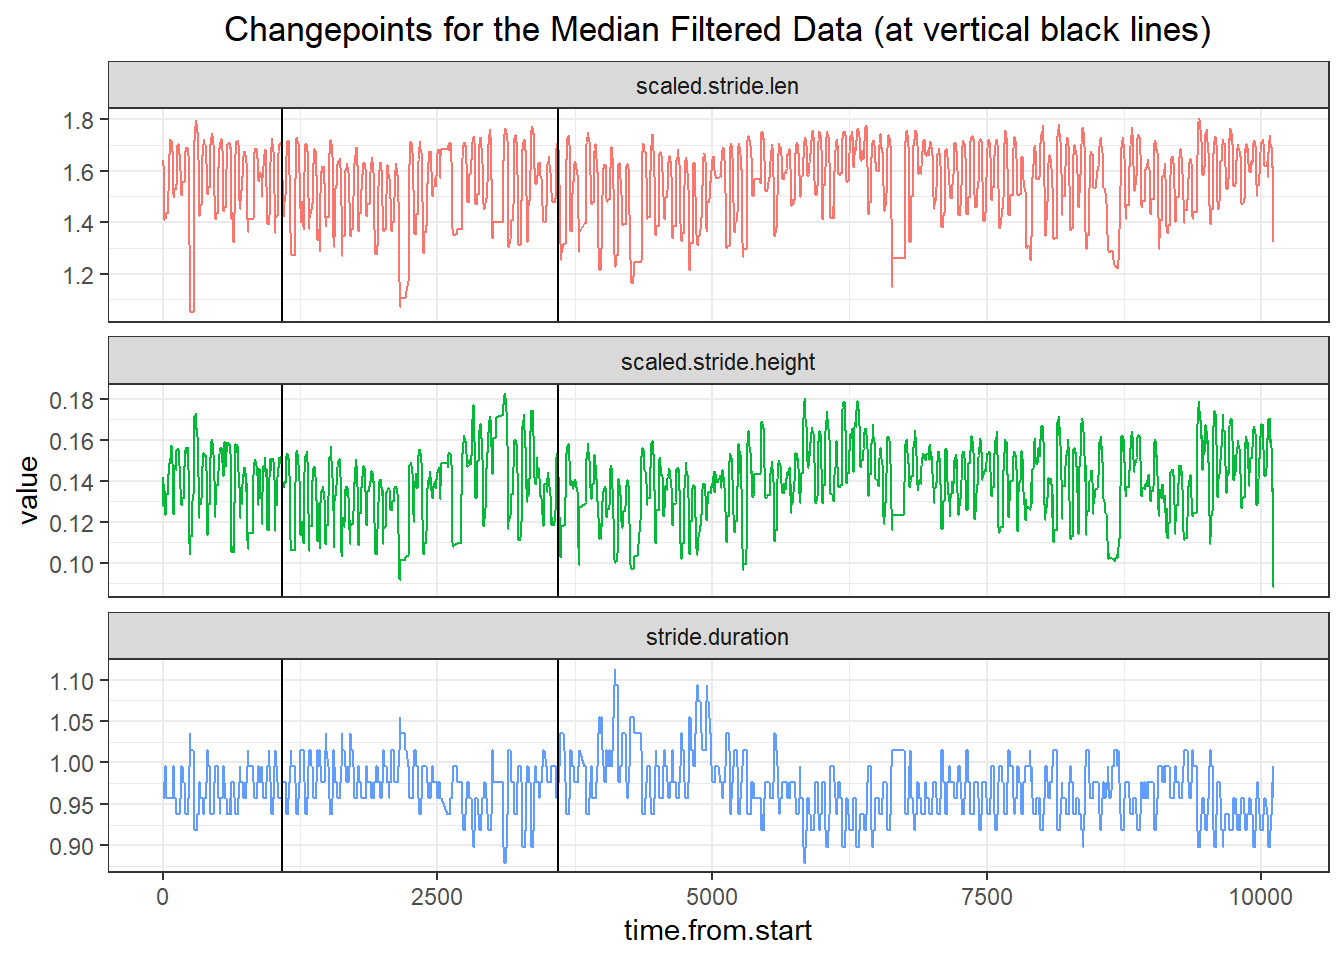 Changepoints for the Median Filtered Data (at vertical black lines)
scaled.stride.len
1.8
1.6
1.4
1.2
scaled.stride.height
0.18
0.16
0.14
0.12
0.10
value
stride.duration
1.10
1.05
1.00
0.95
0.90
0 2500 5000 7500 10000
time.from.start